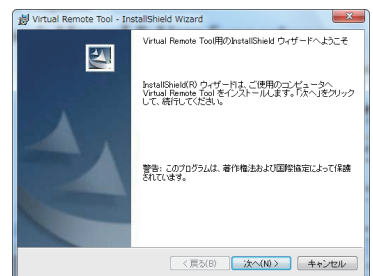 Virtual Remote Tool - InstallShield Wizard
Virtual Remote Tool用のInstallShield ウィザードへようこそ
InstallShield(R) ウィザードは、ご使用のコンピュータへ
Virtual Remote Tool をインストールします。「次へ」をクリック
して、続行してください。
警告: このプログラムは、著作権法および国際協定によって保護
されています。
< 戻る(B)
次へ(N) >
キャンセル